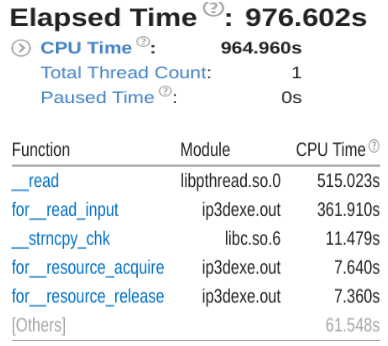 Elapsed Time ?: 976.602s
CPU Time ?: 964.960s
Total Thread Count: 1
Paused Time ?: 0s
Function Module CPU Time ?
__read libpthread.so.0 515.023s
for__read_input ip3dexe.out 361.910s
__strncpy_chk libc.so.6 11.479s
for__resource_acquire ip3dexe.out 7.640s
for__resource_release ip3dexe.out 7.360s
[Others] 61.548s